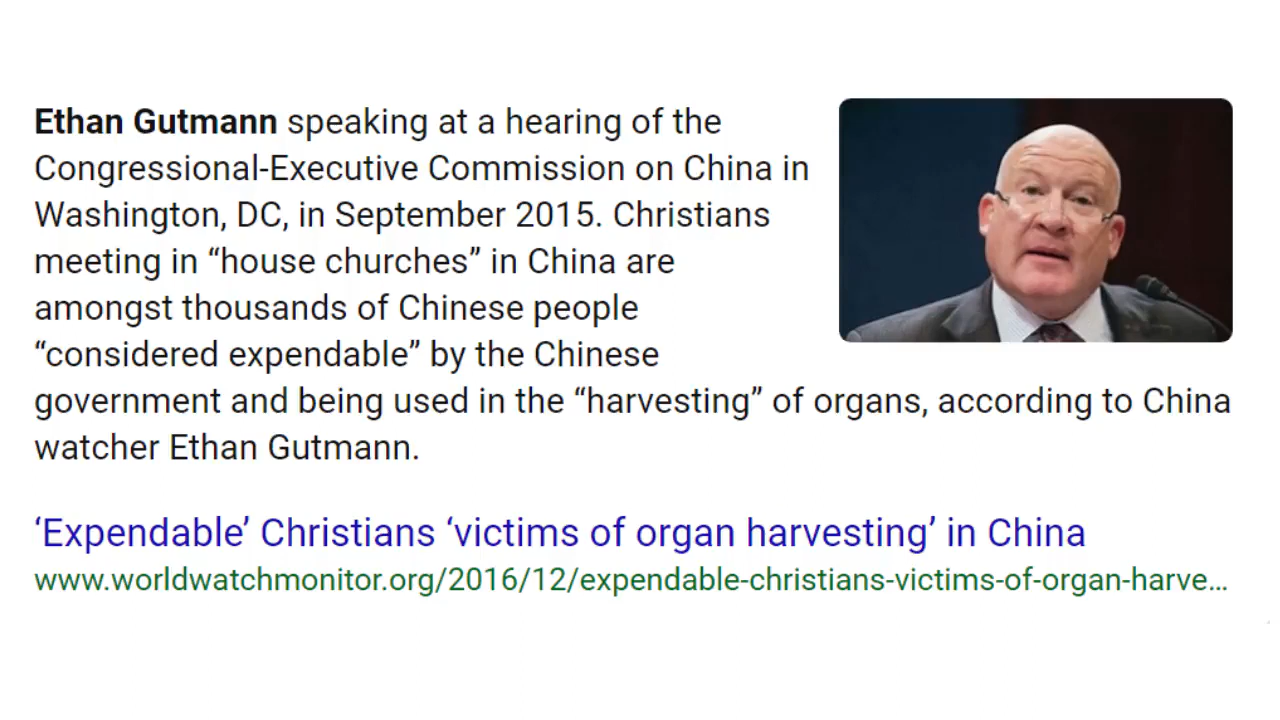 Ethan Gutmann speaking at a hearing of the
Congressional-Executive Commission on China in
Washington, DC, in September 2015. Christians
meeting in “house churches” in China are
amongst thousands of Chinese people
“considered expendable” by the Chinese
government and being used in the “harvesting” of organs, according to China
watcher Ethan Gutmann.
‘Expendable’ Christians ‘victims of organ harvesting’ in China
www.worldwatchmonitor.org/2016/12/expendable-christians-victims-of-organ-harve...